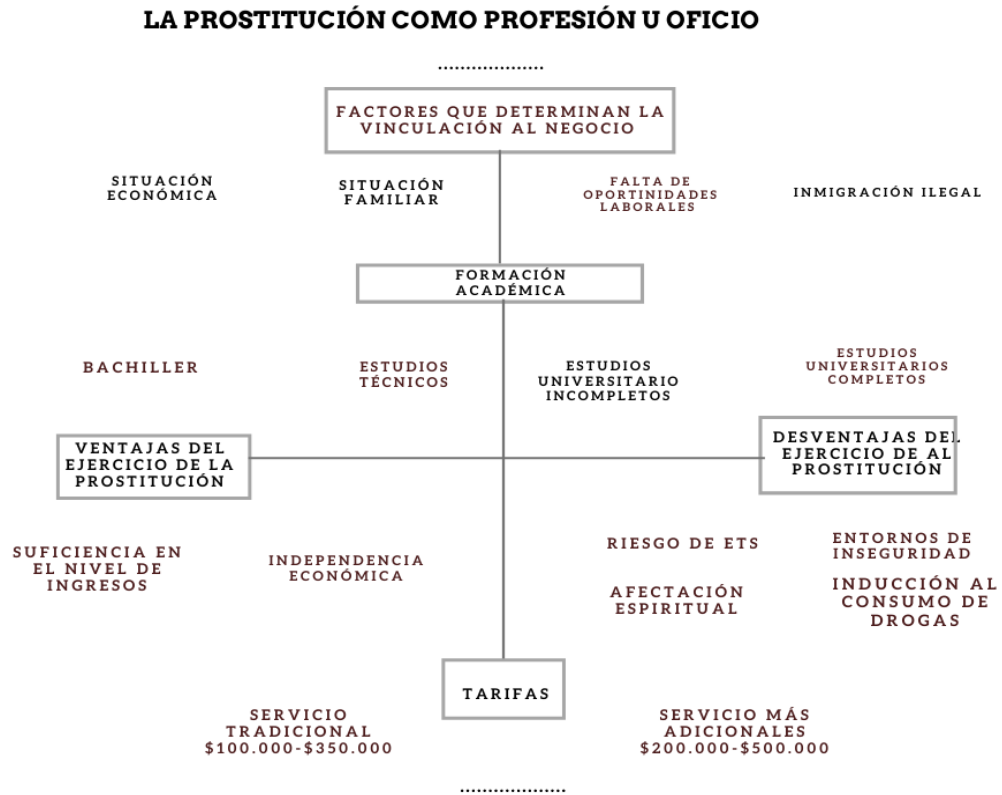 LA PROSTITUCIÓN COMO PROFESIÓN U OFICIO
...................
FACTORES QUE DETERMINAN LA
VINCULACIÓN AL NEGOCIO
SITUACIÓN
ECONÓMICA
SITUACIÓN
FAMILIAR
FALTA DE
OPORTINIDADES
LABORALES
INMIGRACIÓN ILEGAL
FORMACIÓN
ACADÉMICA
BACHILLER
ESTUDIOS
TÉCNICOS
ESTUDIOS
UNIVERSITARIO
INCOMPLETOS
ESTUDIOS
UNIVERSITARIOS
COMPLETOS
VENTAJAS DEL
EJERCICIO DE LA
PROSTITUCIÓN
DESVENTAJAS DEL
EJERCICIO DE AL
PROSTITUCIÓN
SUFICIENCIA EN
EL NIVEL DE
INGRESOS
INDEPENDENCIA
ECONÓMICA
RIESGO DE ETS
ENTORNOS DE
INSEGURIDAD
AFECTACIÓN
ESPIRITUAL
INDUCCIÓN AL
CONSUMO DE
DROGAS
TARIFAS
SERVICIO
TRADICIONAL
$100.000-$350.000
SERVICIO MÁS
ADICIONALES
$200.000-$500.000
...................